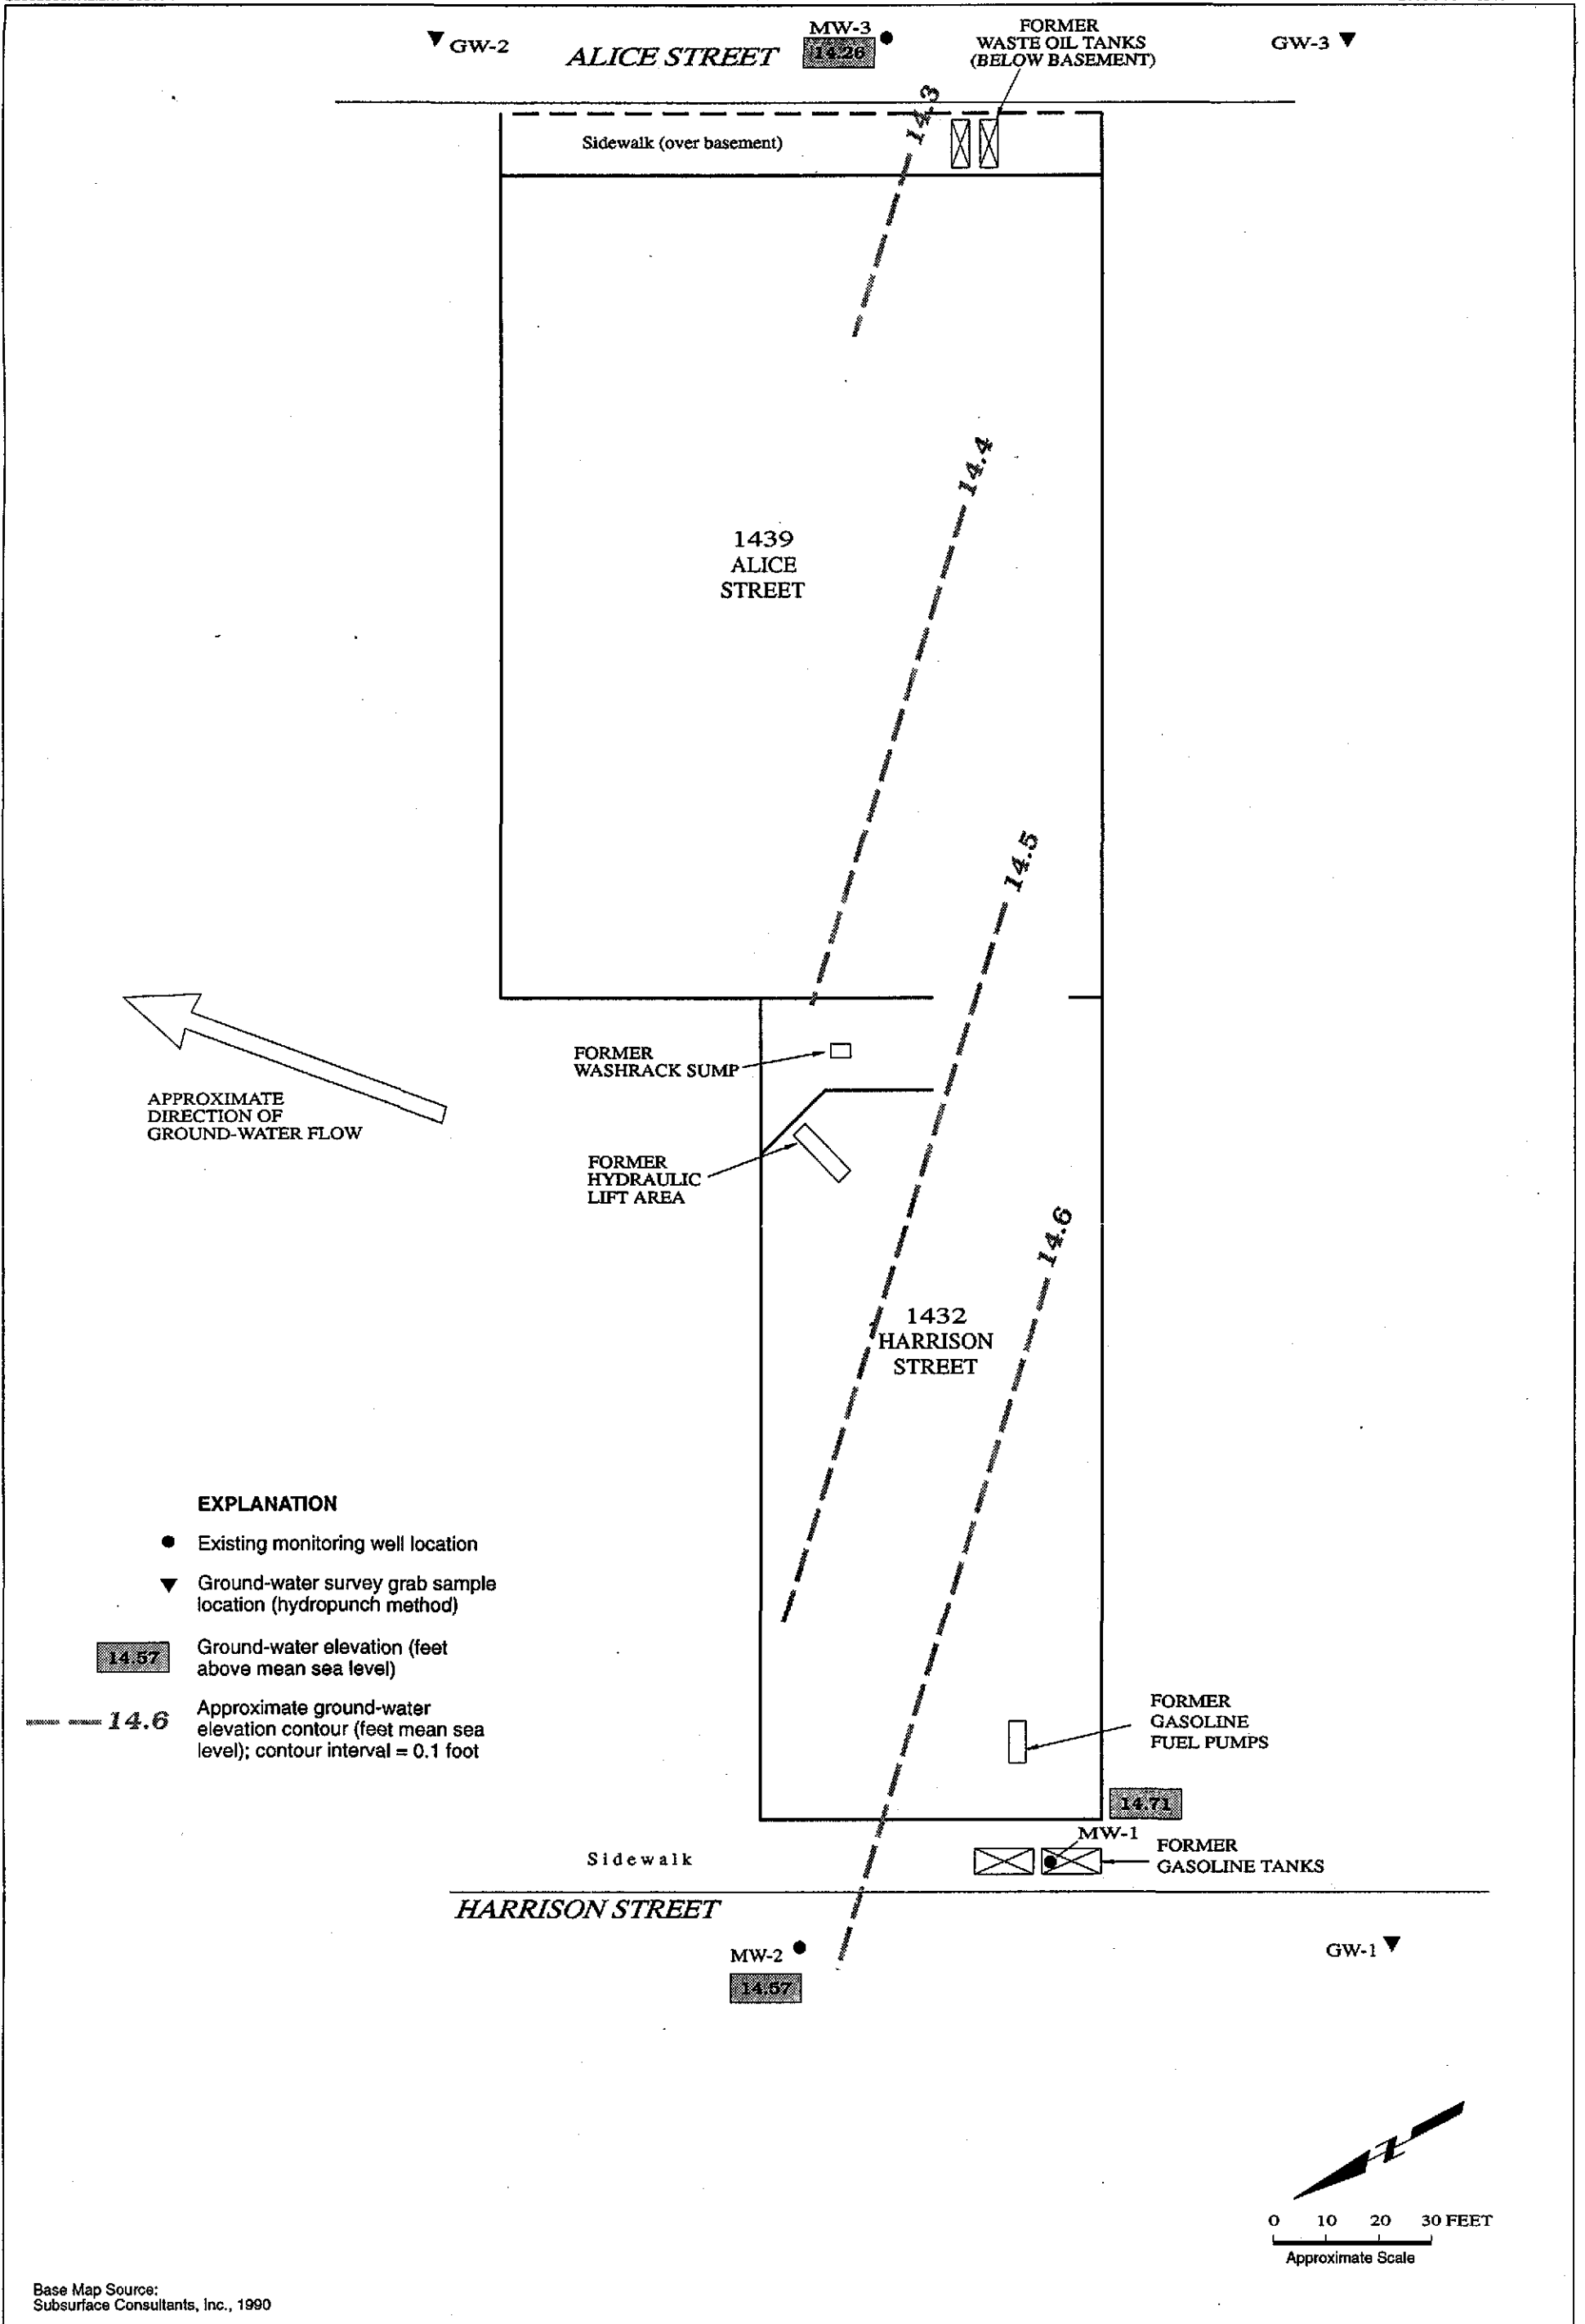 GW-2
ALICE STREET
MW-3
14.26
FORMER
WASTE OIL TANKS
(BELOW BASEMENT)
GW-3
14.3
Sidewalk (over basement)
14.4
1439
ALICE
STREET
14.5
FORMER
WASHRACK SUMP
APPROXIMATE
DIRECTION OF
GROUND-WATER FLOW
FORMER
HYDRAULIC
LIFT AREA
14.6
1432
HARRISON
STREET
EXPLANATION
Existing monitoring well location
Ground-water survey grab sample
location (hydropunch method)
14.57
Ground-water elevation (feet
above mean sea level)
14.6
Approximate ground-water
elevation contour (feet mean sea
level); contour interval = 0.1 foot
FORMER
GASOLINE
FUEL PUMPS
14.71
MW-1
FORMER
GASOLINE TANKS
Sidewalk
HARRISON STREET
MW-2
14.57
GW-1
N
0 10 20 30 FEET
Approximate Scale
Base Map Source:
Subsurface Consultants, Inc., 1990